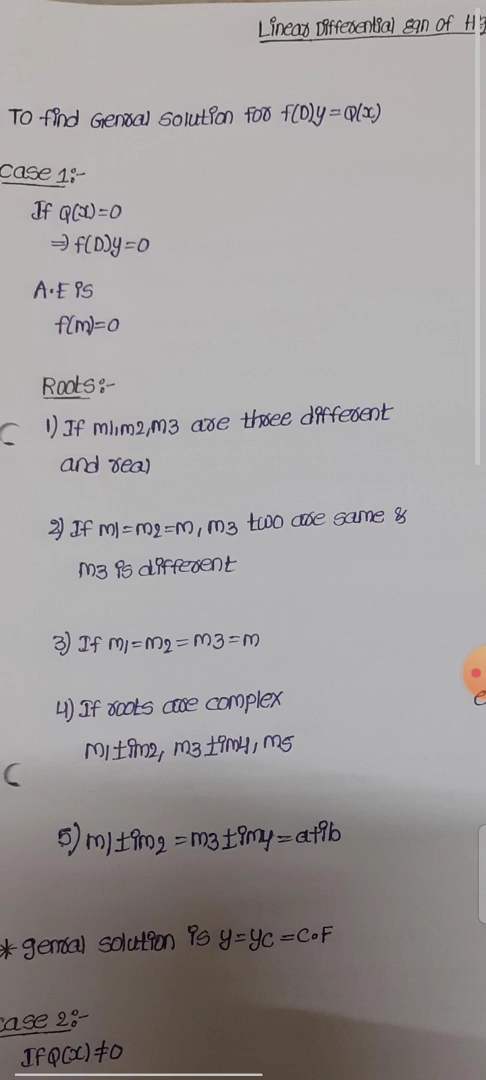 Linear Differential Eqn of H
To find Genral solution for f(D)y=Q(x)
case 1:-
If Q(x)=0
⇒ f(D)y=0
A.E is
f(m)=0
Roots:-
1) If m1,m2,m3 are three different
and real
2) If m1=m2=m, m3 two are same &
m3 is different
3) If m1=m2=m3=m
4) If roots are complex
m1±im2, m3±im4, m5
5) m1±im2 = m3±im4 = a+ib
* genral solution is y=yc=C.F
case 2:-
If Q(x)≠0